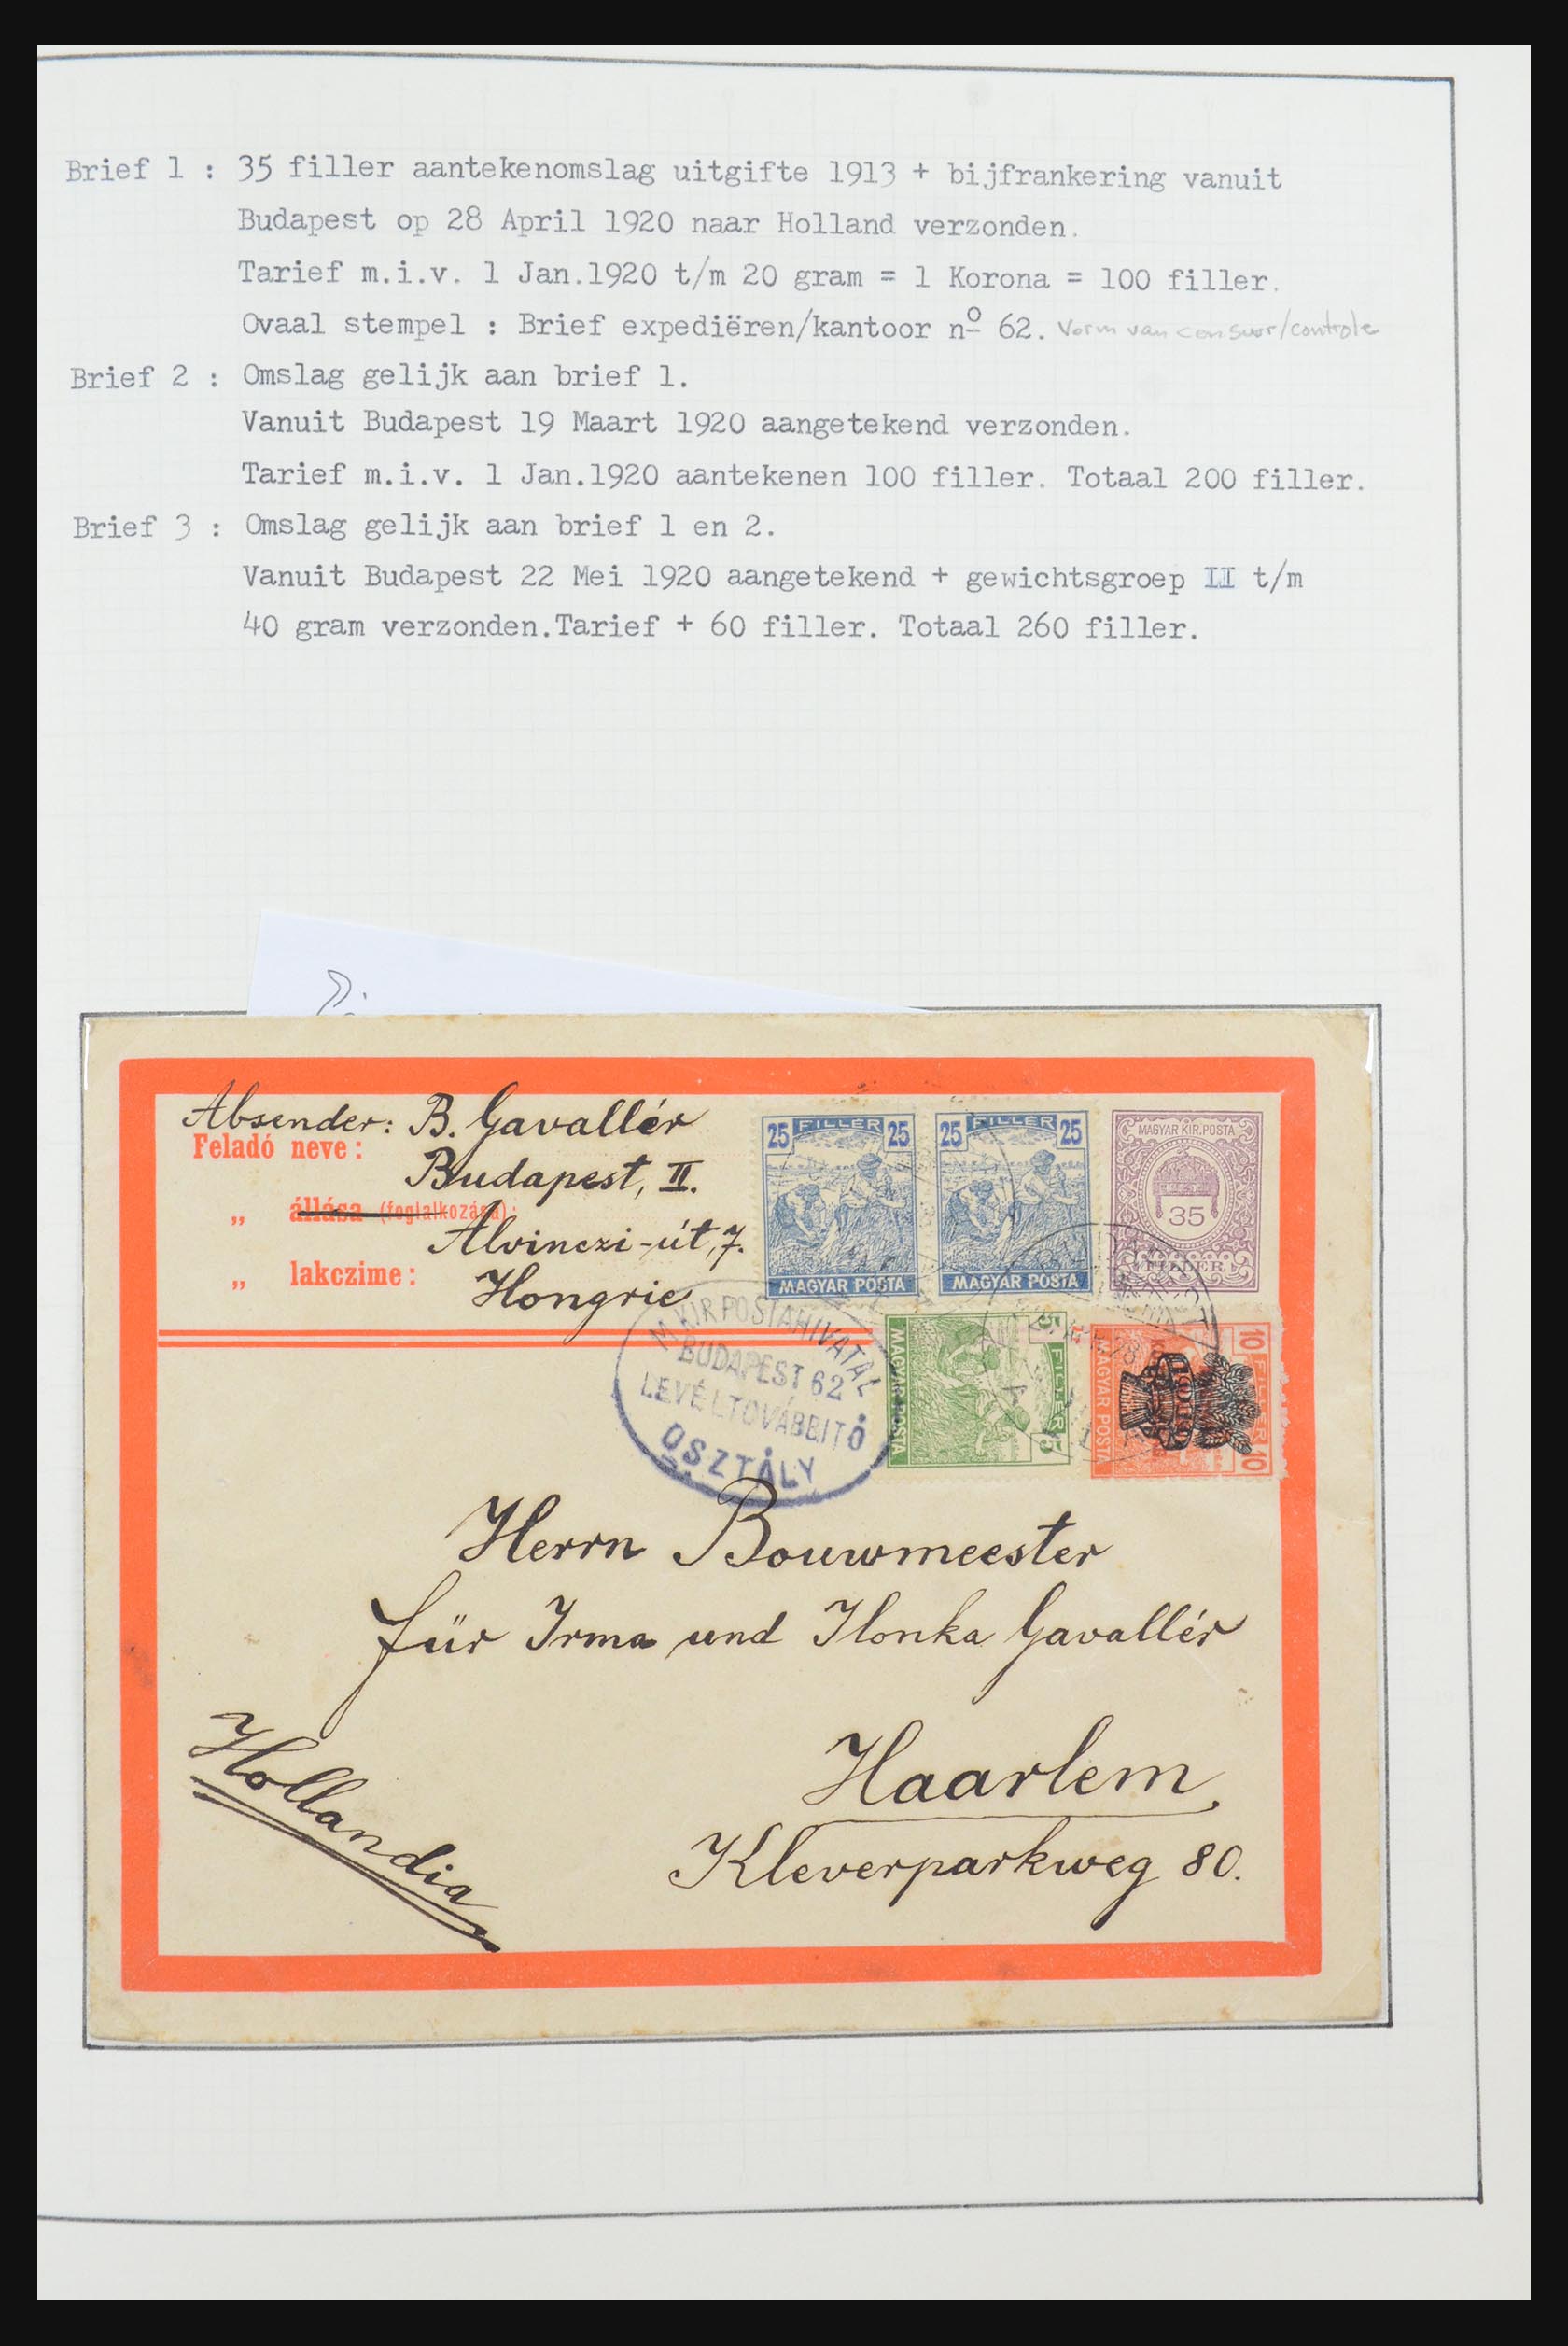 Brief 1 : 35 filler aantekenomslag uitgifte 1913 + bijfrankering vanuit
Budapest op 28 April 1920 naar Holland verzonden.
Tarief m.i.v. 1 Jan.1920 t/m 20 gram = 1 Korona = 100 filler.
Ovaal stempel : Brief expediëren/kantoor nº 62. Vorm van censuur/controle
Brief 2 : Omslag gelijk aan brief 1.
Vanuit Budapest 19 Maart 1920 aangetekend verzonden.
Tarief m.i.v. 1 Jan.1920 aantekenen 100 filler. Totaal 200 filler.
Brief 3 : Omslag gelijk aan brief 1 en 2.
Vanuit Budapest 22 Mei 1920 aangetekend + gewichtsgroep II t/m
40 gram verzonden.Tarief + 60 filler. Totaal 260 filler.
Absender: B. Gavallér
Feladó neve:
Budapest, II.
„ állása (foglalkozása):
Alvinczi-út, 7.
„ lakczime:
Hongrie
25 FILLÉR 25
MAGYAR POSTA
25 FILLÉR 25
MAGYAR POSTA
MAGYAR KIR. POSTA
35
FILLÉR
5 FILLÉR 5
MAGYAR POSTA
10 FILLÉR 10
MAGYAR POSTA
M. KIR POSTAHIVATAL
BUDAPEST 62
LEVÉLTOVÁBBITÓ
OSZTÁLY
Herrn Bouwmeester
für Irma und Ilonka Gavallér
Haarlem,
Kleverparkweg 80.
Hollandia